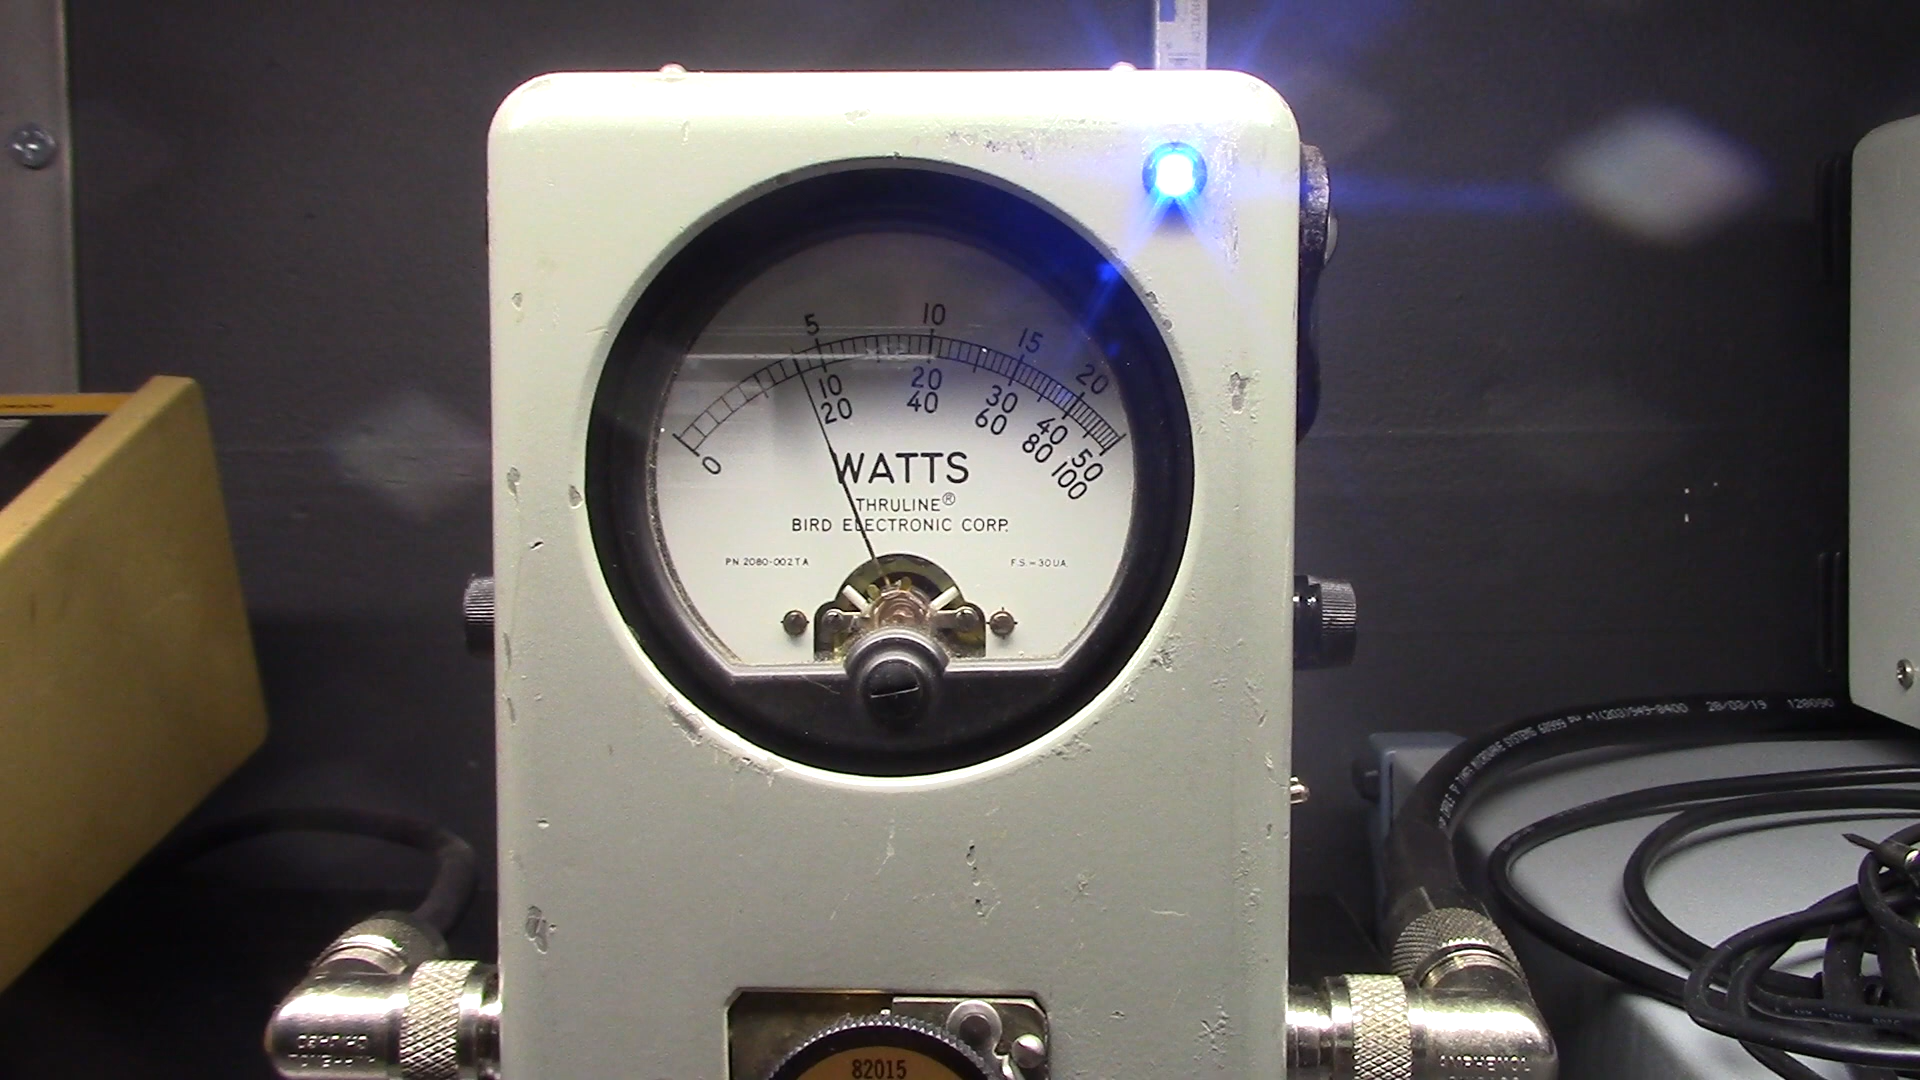 5 10 15 20
10 20 30 40 50
20 40 60 80 100
0
WATTS
THRULINE®
BIRD ELECTRONIC CORP.
PN 2080-002TA
F.S.-30UA.
82015
AMPHENOL